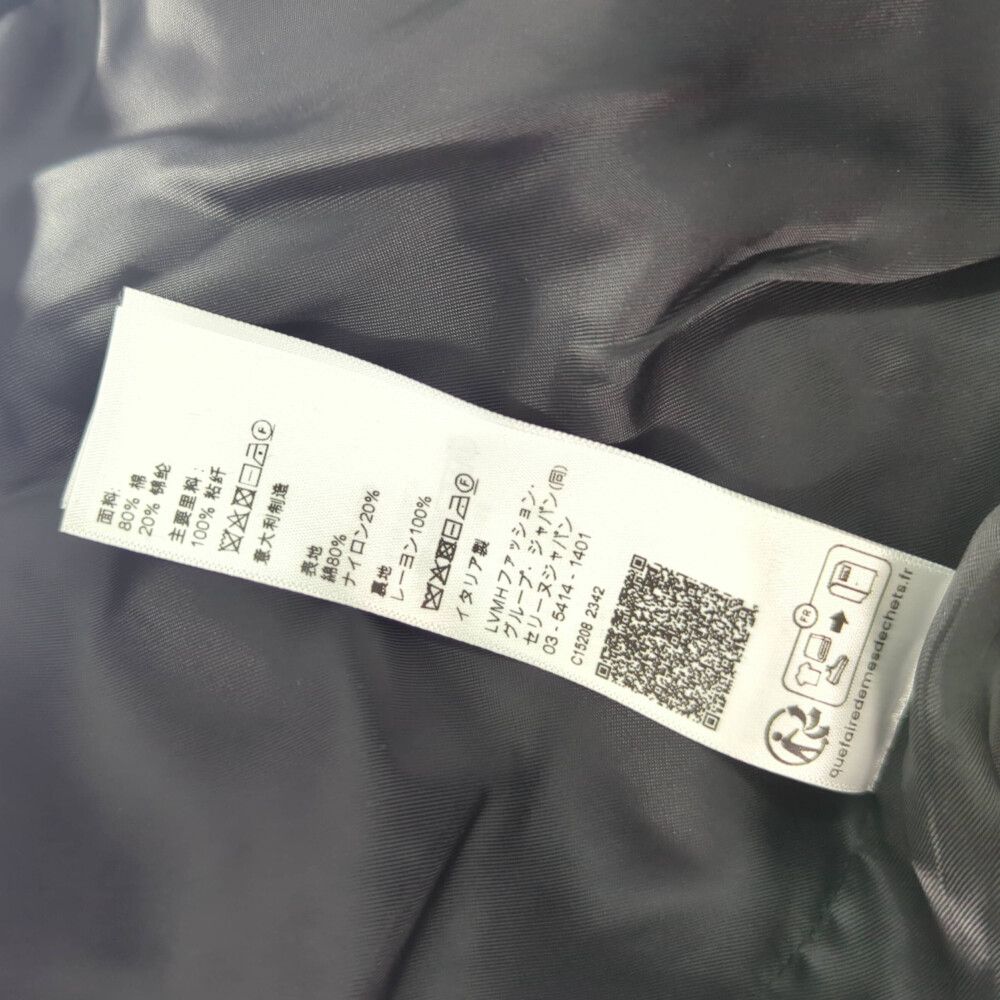 面料:
80% 棉
20% 锦纶
主要里料:
100% 粘纤
F
意大利制造
表地
綿80%
ナイロン20%
裏地
レーヨン100%
F
イタリア製
LVMHファッション・
グループ・ジャパン(同)
セリーヌジャパン
03 - 5414 - 1401
C15208 2342
FR
quefairedemesdechets.fr